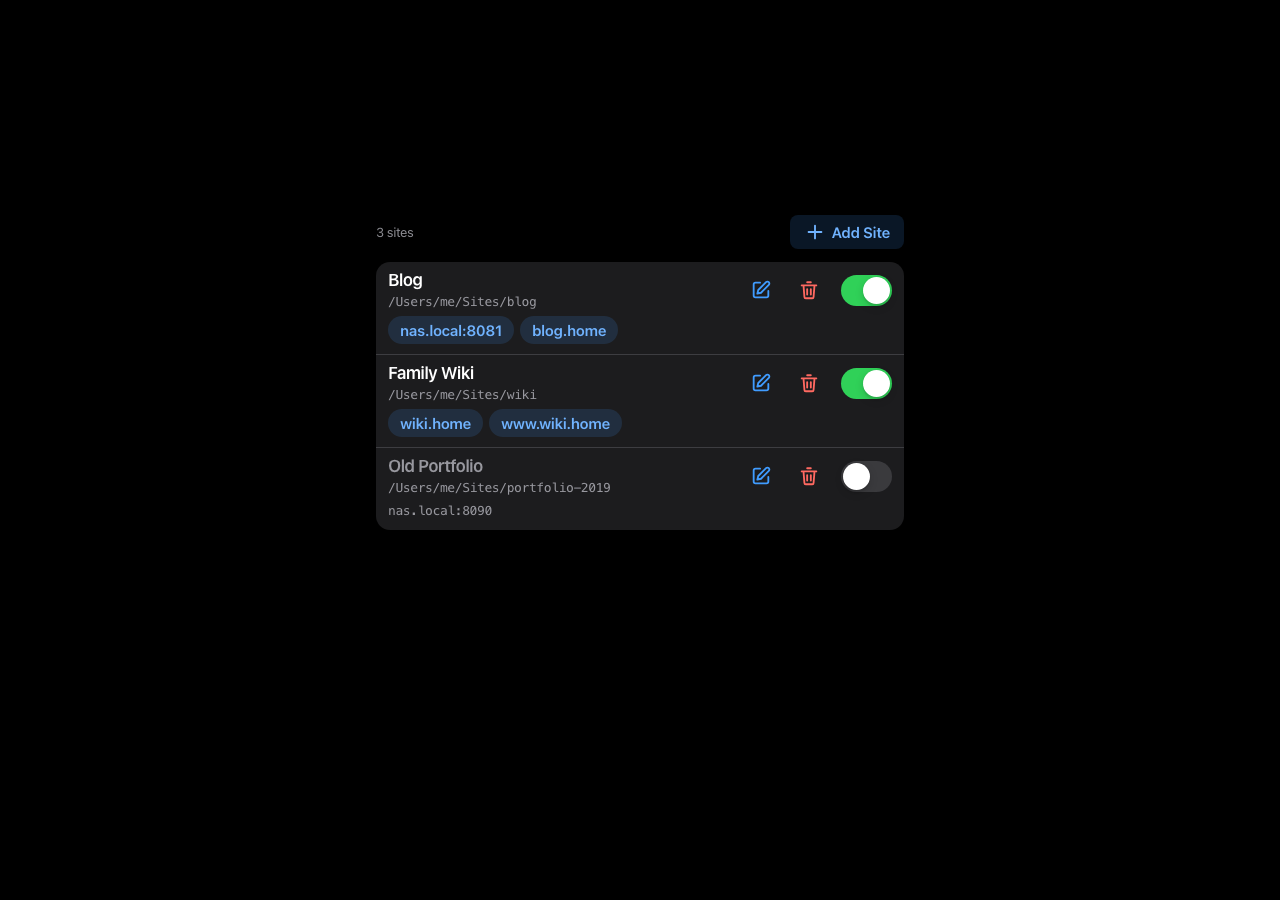 3 sites
Add Site
Blog
/Users/me/Sites/blog
nas.local:8081 blog.home
Family Wiki
/Users/me/Sites/wiki
wiki.home www.wiki.home
Old Portfolio
/Users/me/Sites/portfolio-2019
nas.local:8090